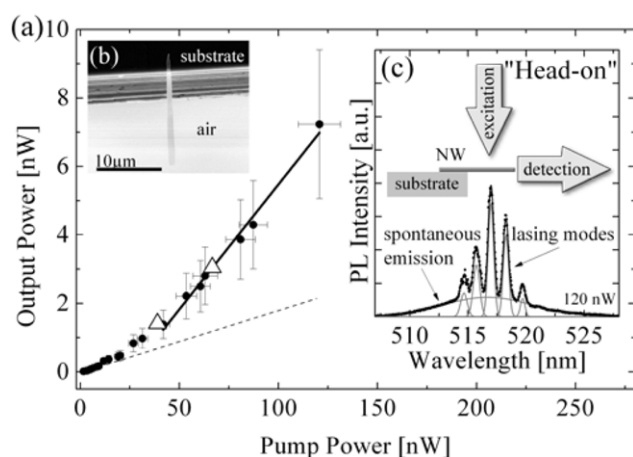 (a)
10
8
6
4
2
0
Output Power [nW]
0 50 100 150 200 250
Pump Power [nW]
(b)
substrate
air
10μm
(c)
"Head-on"
excitation
NW
detection
substrate
spontaneous
emission
lasing modes
120 nW
PL Intensity [a.u.]
510 515 520 525
Wavelength [nm]